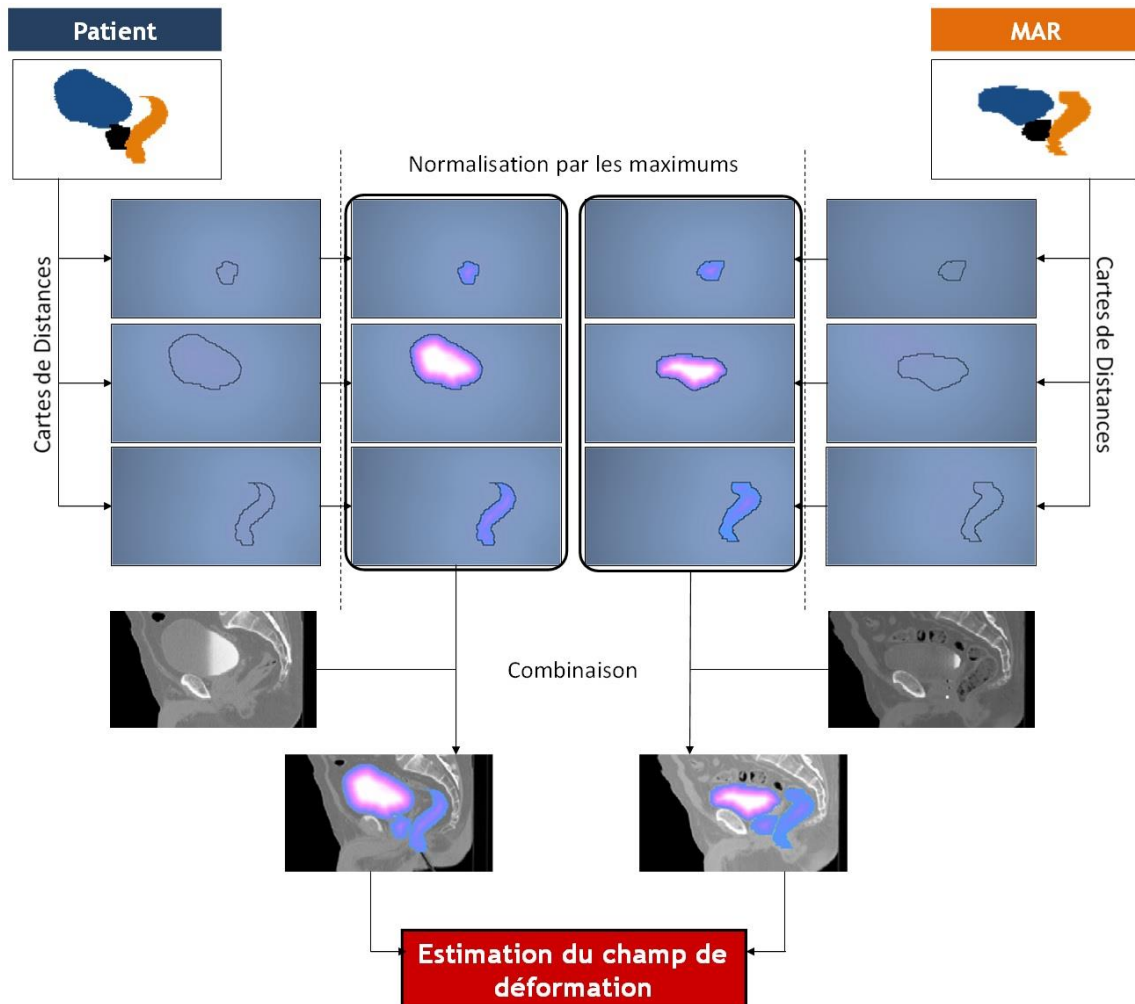 Patient
MAR
Normalisation par les maximums
Cartes de Distances
Cartes de Distances
Combinaison
Estimation du champ de
déformation